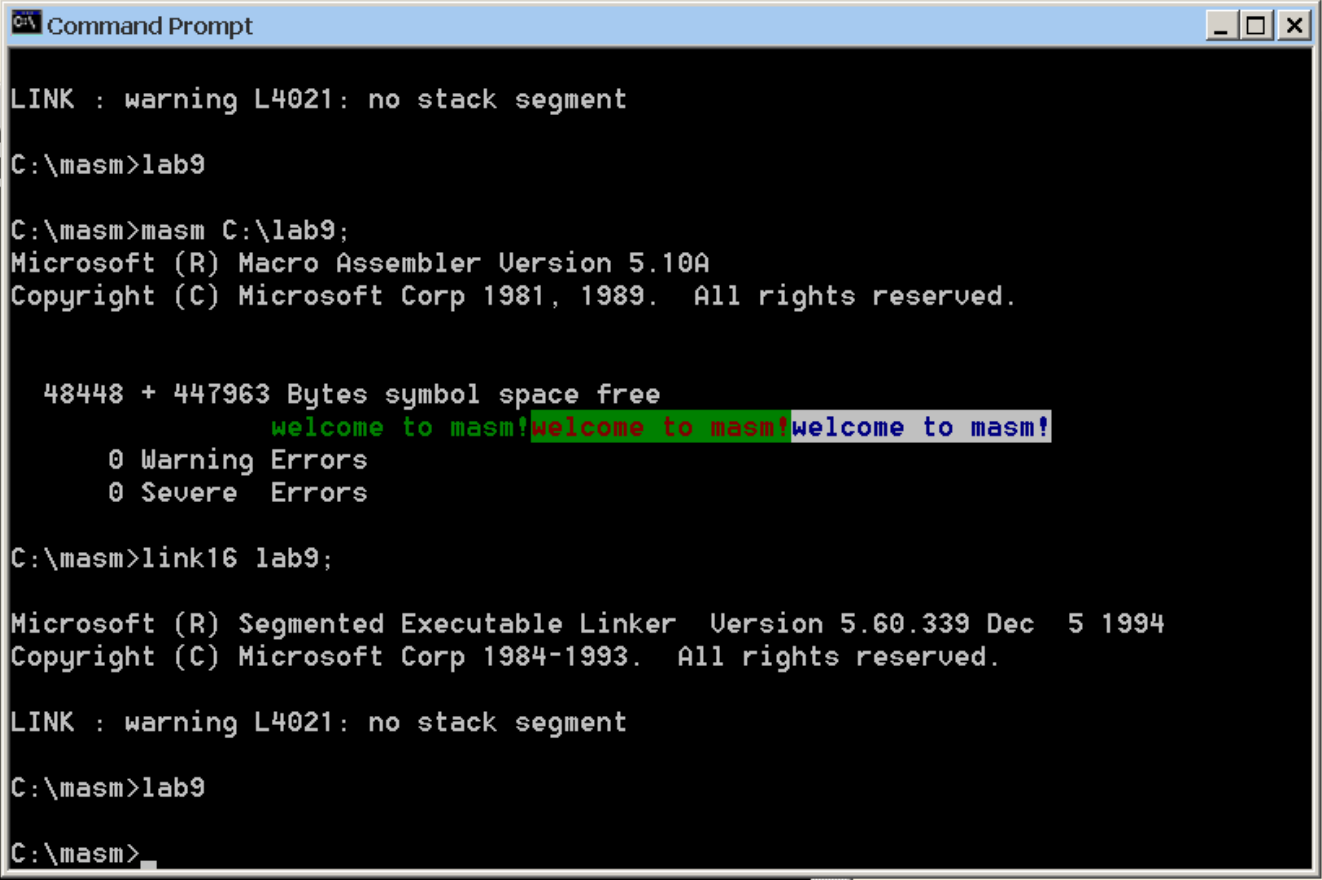 Command Prompt
LINK : warning L4021: no stack segment
C:\masm>lab9
C:\masm>masm C:\lab9;
Microsoft (R) Macro Assembler Version 5.10A
Copyright (C) Microsoft Corp 1981, 1989.  All rights reserved.
48448 + 447963 Bytes symbol space free
welcome to masm!welcome to masm!welcome to masm!
0 Warning Errors
0 Severe  Errors
C:\masm>link16 lab9;
Microsoft (R) Segmented Executable Linker  Version 5.60.339 Dec  5 1994
Copyright (C) Microsoft Corp 1984-1993.  All rights reserved.
LINK : warning L4021: no stack segment
C:\masm>lab9
C:\masm>_